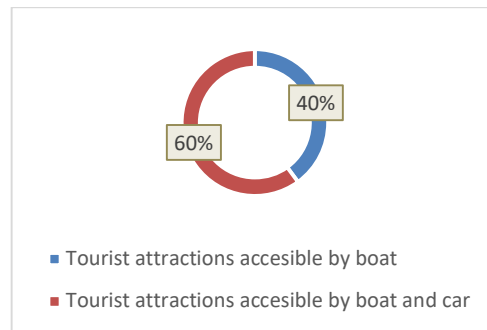 40%
60%
Tourist attractions accesible by boat
Tourist attractions accesible by boat and car